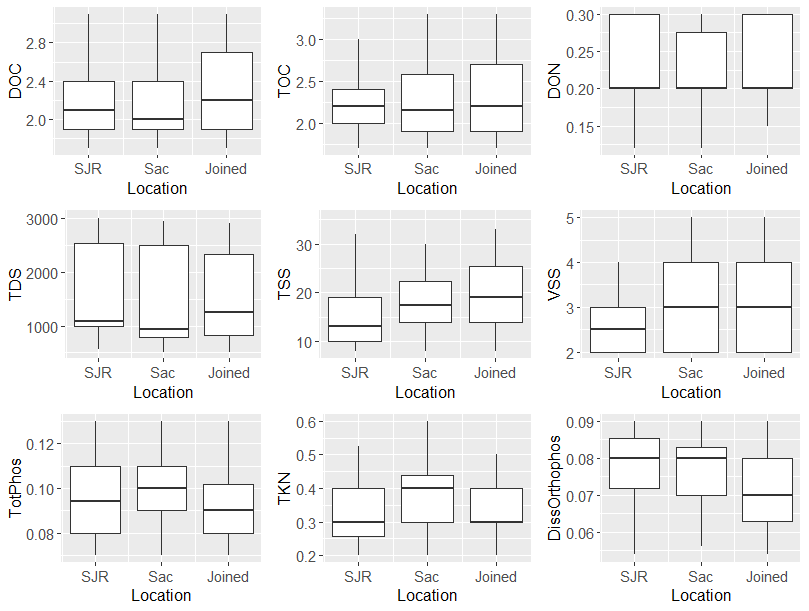 DOC
2.8
2.4
2.0
SJR Sac Joined
Location
TOC
3.0
2.5
2.0
SJR Sac Joined
Location
DON
0.30
0.25
0.20
0.15
SJR Sac Joined
Location
TDS
3000
2000
1000
SJR Sac Joined
Location
TSS
30
20
10
SJR Sac Joined
Location
VSS
5
4
3
2
SJR Sac Joined
Location
TotPhos
0.12
0.10
0.08
SJR Sac Joined
Location
TKN
0.6
0.5
0.4
0.3
0.2
SJR Sac Joined
Location
DissOrthophos
0.09
0.08
0.07
0.06
SJR Sac Joined
Location